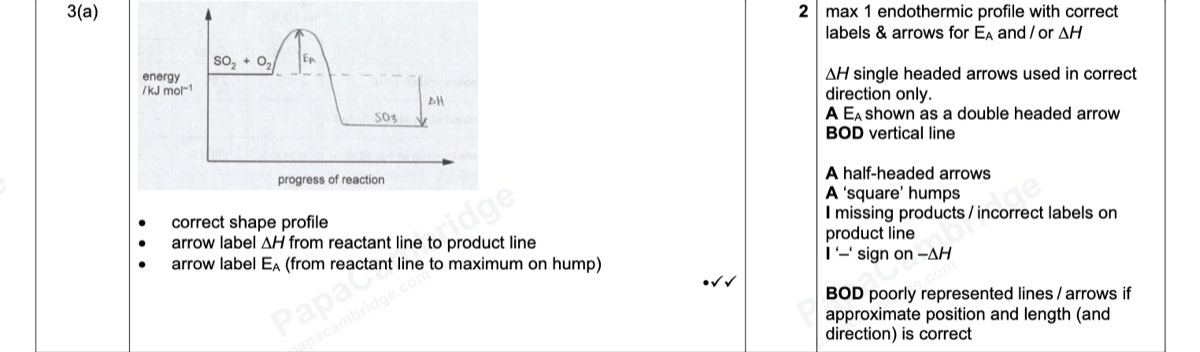 3(a)
SO₂ + O₂
EA
energy
/kJ mol⁻¹
ΔH
SO3
progress of reaction
• correct shape profile
• arrow label ΔH from reactant line to product line
• arrow label EA (from reactant line to maximum on hump)
•✓✓
2
max 1 endothermic profile with correct
labels & arrows for EA and / or ΔH
ΔH single headed arrows used in correct
direction only.
A EA shown as a double headed arrow
BOD vertical line
A half-headed arrows
A ‘square’ humps
I missing products / incorrect labels on
product line
I ‘–‘ sign on –ΔH
BOD poorly represented lines / arrows if
approximate position and length (and
direction) is correct
PapaCambridge
papacambridge.com
PapaCambridge